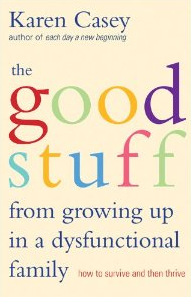 Karen Casey
author of each day a new beginning
the
good
stuff
from growing up
in a dysfunctional
family how to survive and then thrive